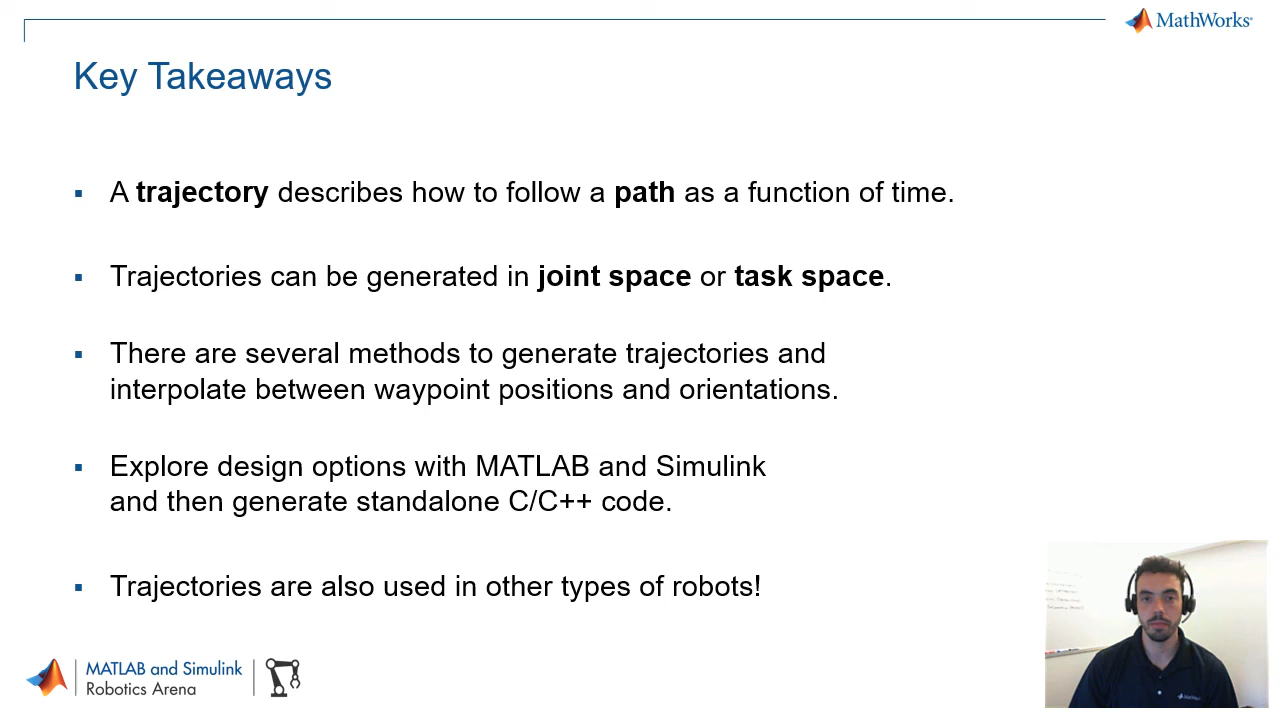 MathWorks®
Key Takeaways
▪ A trajectory describes how to follow a path as a function of time.
▪ Trajectories can be generated in joint space or task space.
▪ There are several methods to generate trajectories and
interpolate between waypoint positions and orientations.
▪ Explore design options with MATLAB and Simulink
and then generate standalone C/C++ code.
▪ Trajectories are also used in other types of robots!
MATLAB and Simulink
Robotics Arena